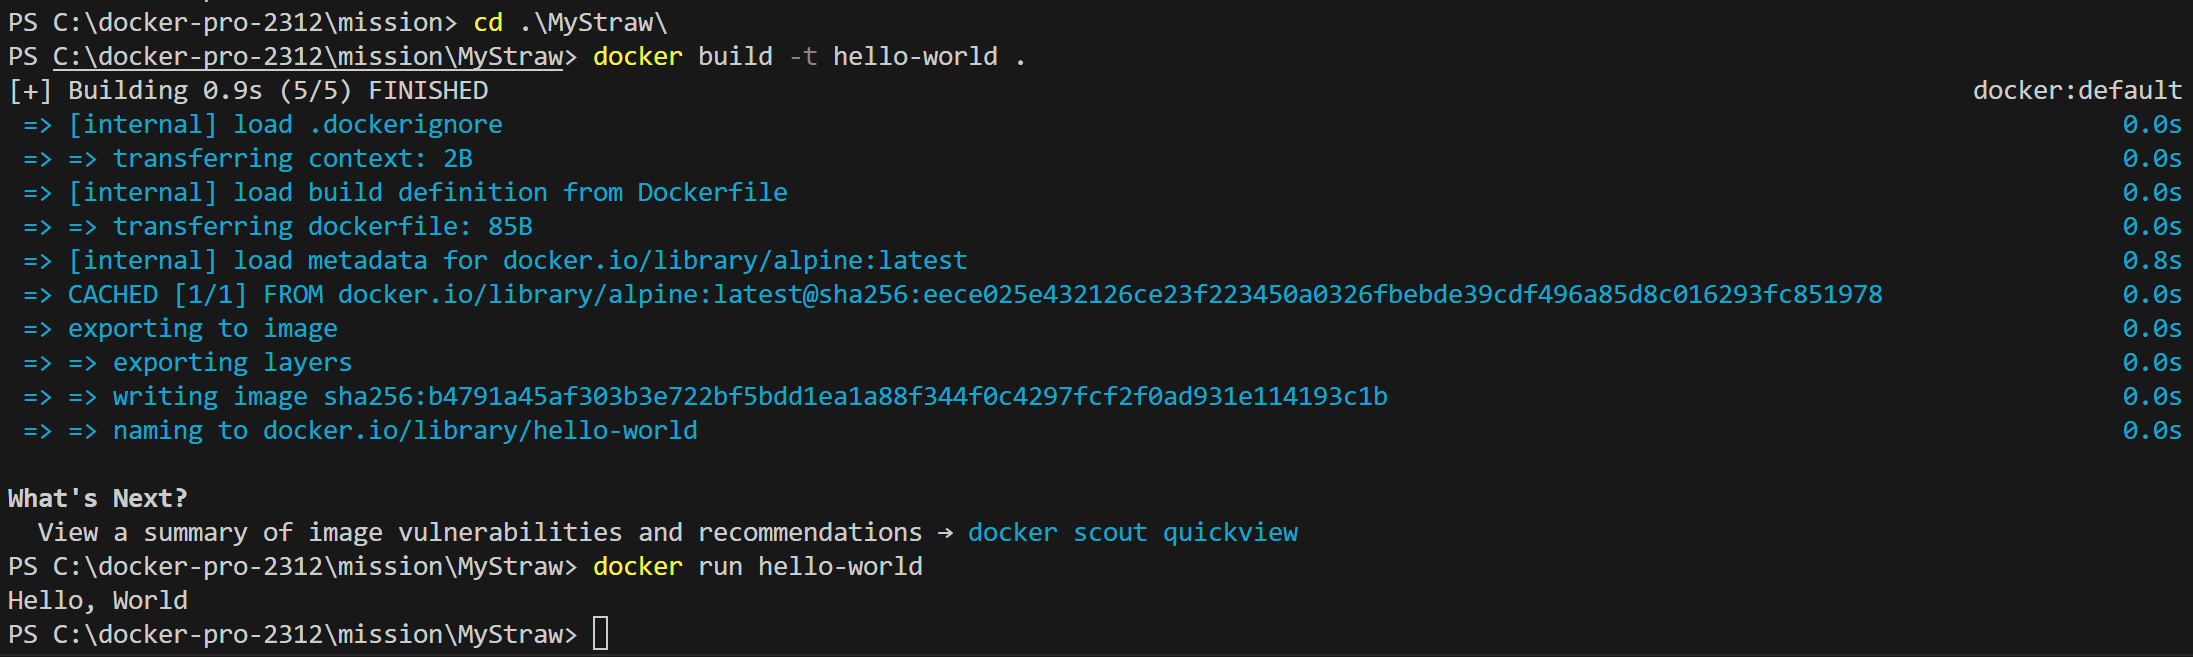 PS C:\docker-pro-2312\mission> cd .\MyStraw\
PS C:\docker-pro-2312\mission\MyStraw> docker build -t hello-world .
[+] Building 0.9s (5/5) FINISHED docker:default
=> [internal] load .dockerignore 0.0s
=> => transferring context: 2B 0.0s
=> [internal] load build definition from Dockerfile 0.0s
=> => transferring dockerfile: 85B 0.0s
=> [internal] load metadata for docker.io/library/alpine:latest 0.8s
=> CACHED [1/1] FROM docker.io/library/alpine:latest@sha256:eece025e432126ce23f223450a0326fbebde39cdf496a85d8c016293fc851978 0.0s
=> exporting to image 0.0s
=> => exporting layers 0.0s
=> => writing image sha256:b4791a45af303b3e722bf5bdd1ea1a88f344f0c4297fcf2f0ad931e114193c1b 0.0s
=> => naming to docker.io/library/hello-world 0.0s
What's Next?
View a summary of image vulnerabilities and recommendations → docker scout quickview
PS C:\docker-pro-2312\mission\MyStraw> docker run hello-world
Hello, World
PS C:\docker-pro-2312\mission\MyStraw>